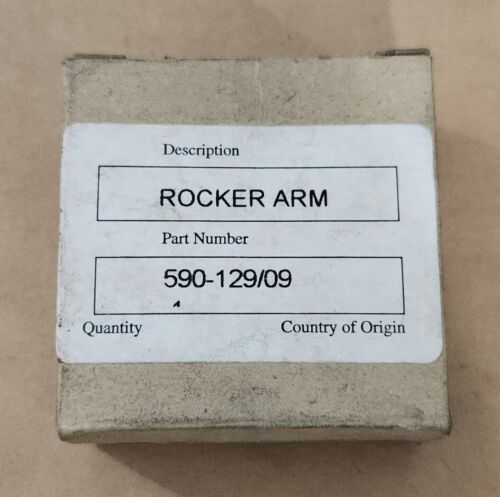 Description
ROCKER ARM
Part Number
590-129/09
Quantity Country of Origin